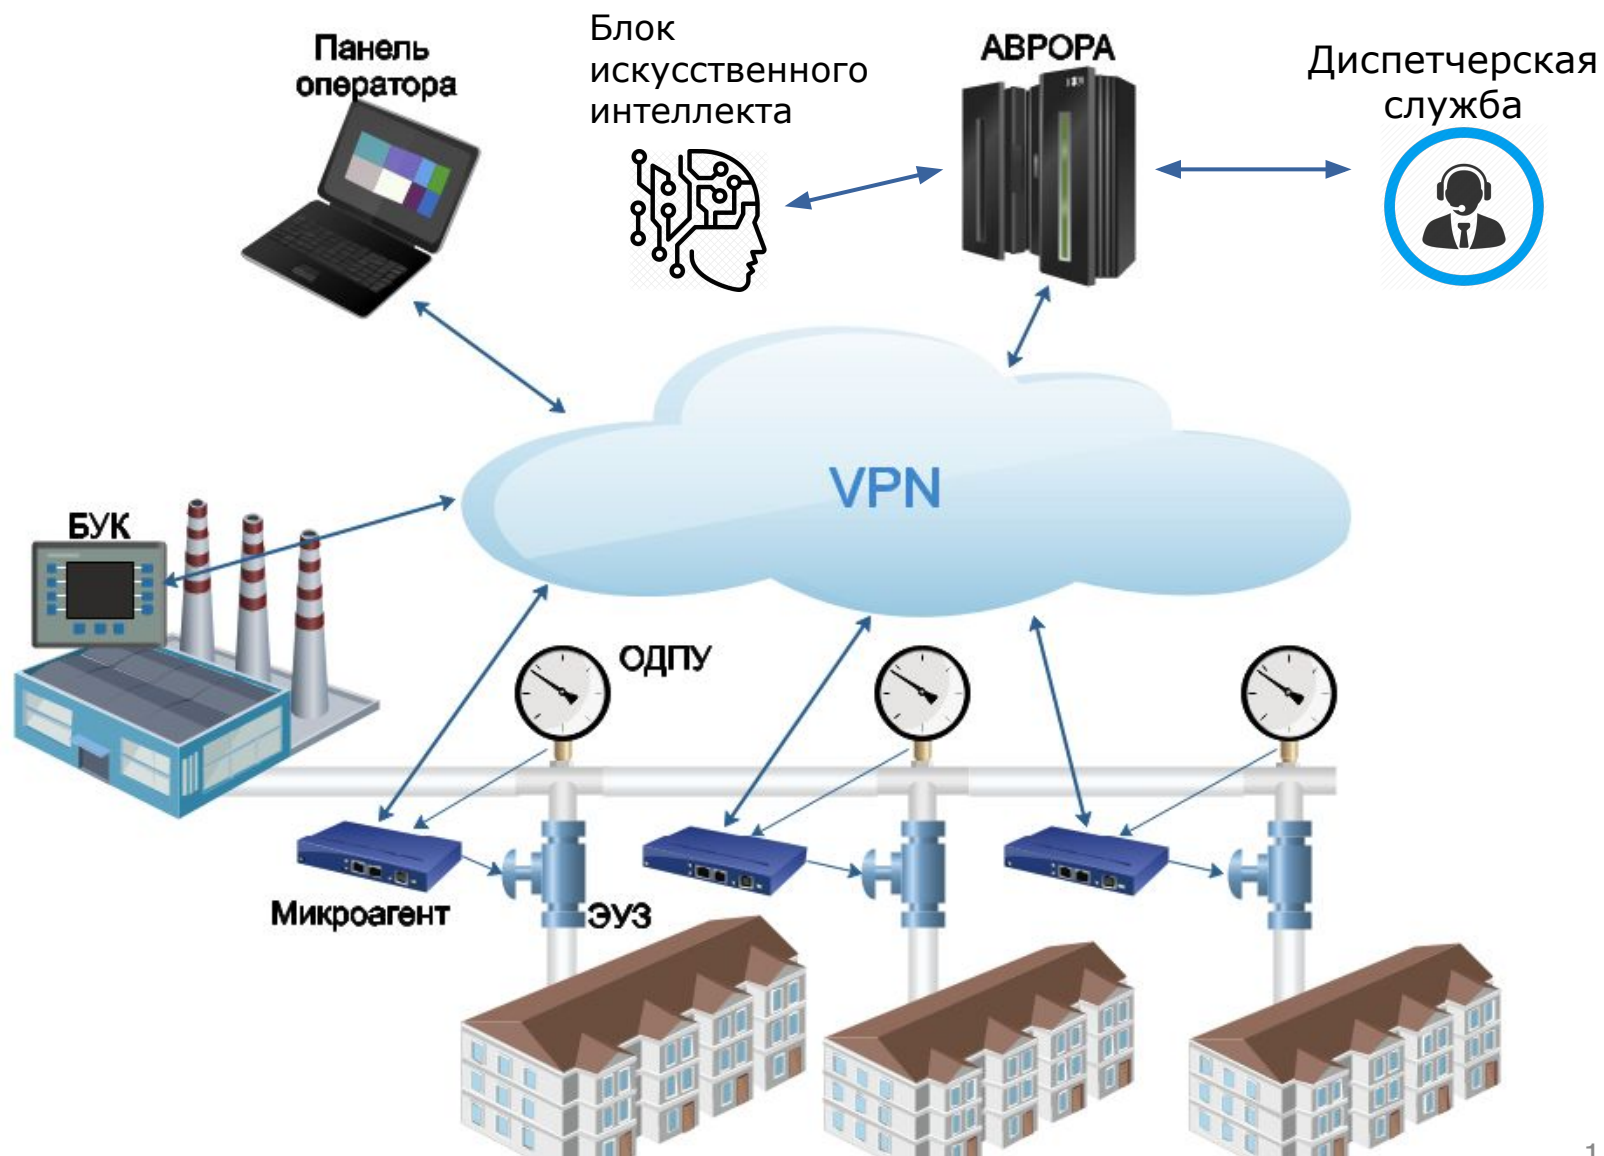 Панель
оператора
Блок
искусственного
интеллекта
АВРОРА
Диспетчерская
служба
VPN
БУК
ОДПУ
Микроагент
ЭУЗ
1